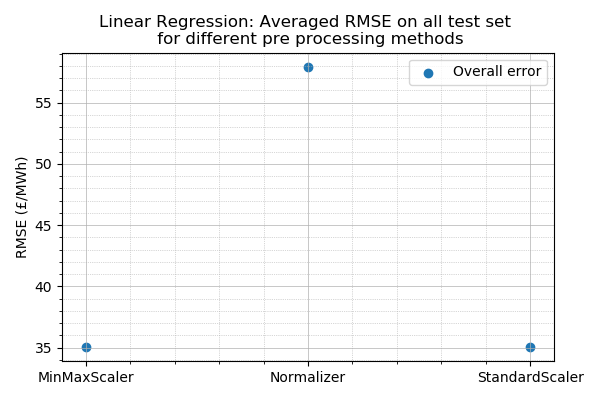 Linear Regression: Averaged RMSE on all test set
for different pre processing methods
Overall error
RMSE (£/MWh)
55
50
45
40
35
MinMaxScaler
Normalizer
StandardScaler